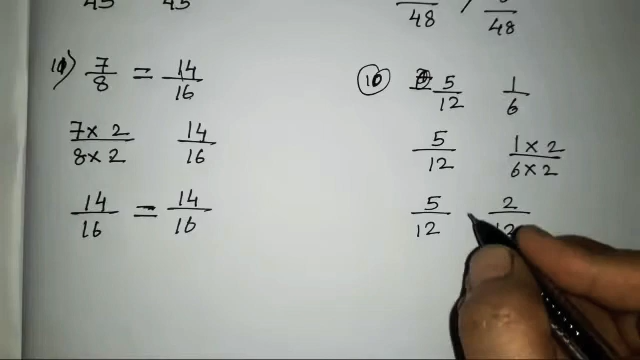 45 45
48 / 48
7/8 = 14/16
7 × 2 / 8 × 2 14/16
14/16 = 14/16
(16) 5/12 1/6
5/12 1 × 2 / 6 × 2
5/12 2/12